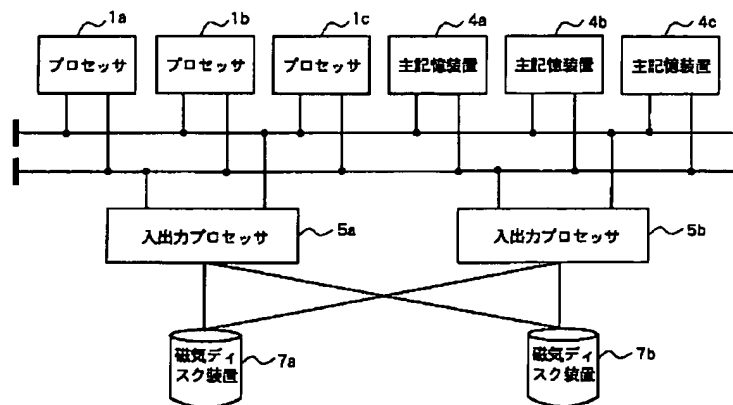 1a 1b 1c 4a 4b 4c
プロセッサ プロセッサ プロセッサ 主記憶装置 主記憶装置 主記憶装置
入出力プロセッサ 5a 入出力プロセッサ 5b
磁気ディ
スク装置 7a
磁気ディ
スク装置 7b